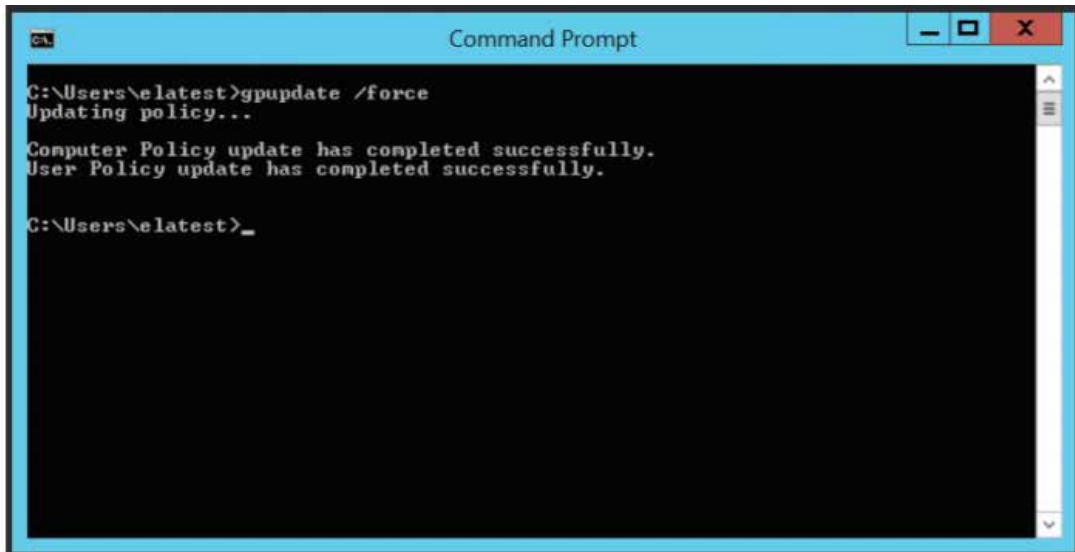 Command Prompt
C:\Users\elatest>gpupdate /force
Updating policy...
Computer Policy update has completed successfully.
User Policy update has completed successfully.
C:\Users\elatest>_